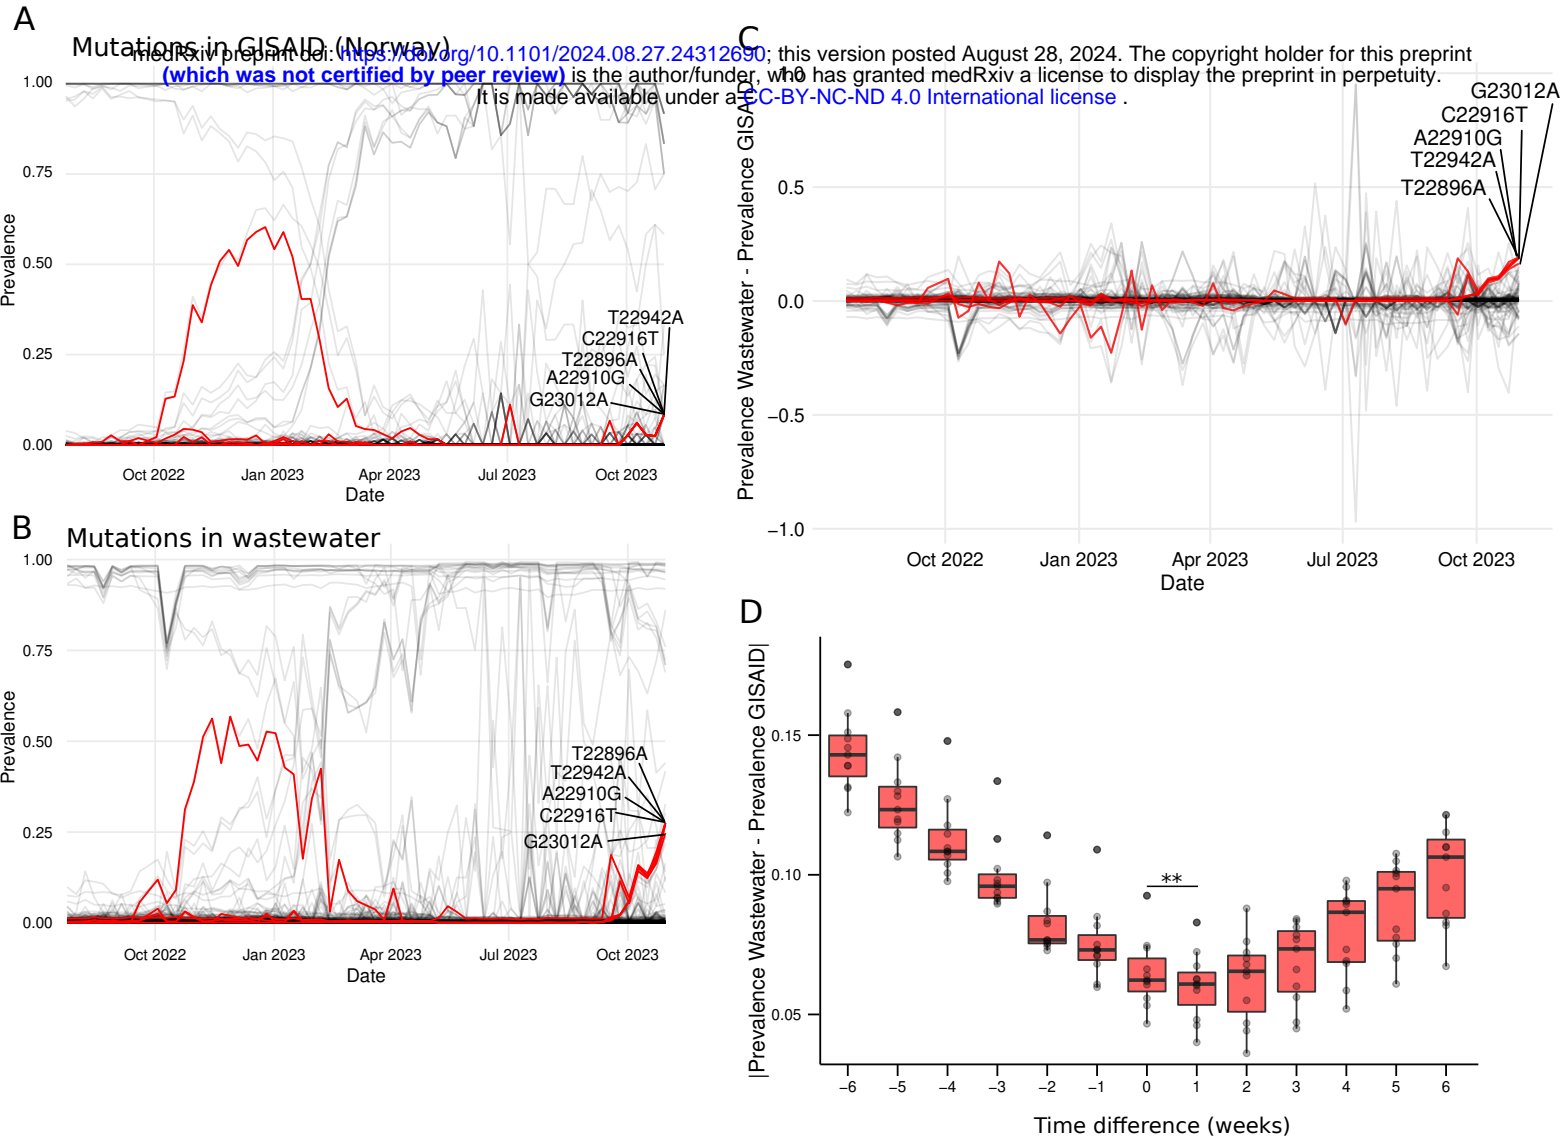 A
Mutations in GISAID (Norway)
medRxiv preprint doi: https://doi.org/10.1101/2024.08.27.24312690; this version posted August 28, 2024. The copyright holder for this preprint
(which was not certified by peer review) is the author/funder, who has granted medRxiv a license to display the preprint in perpetuity.
It is made available under a CC-BY-NC-ND 4.0 International license .
1.00
0.75
0.50
0.25
0.00
Prevalence
T22942A
C22916T
T22896A
A22910G
G23012A
Oct 2022
Jan 2023
Apr 2023
Jul 2023
Oct 2023
Date
B
Mutations in wastewater
1.00
0.75
0.50
0.25
0.00
Prevalence
T22896A
T22942A
A22910G
C22916T
G23012A
Oct 2022
Jan 2023
Apr 2023
Jul 2023
Oct 2023
Date
C
1.0
0.5
0.0
−0.5
−1.0
Prevalence Wastewater - Prevalence GISAID
G23012A
C22916T
A22910G
T22942A
T22896A
Oct 2022
Jan 2023
Apr 2023
Jul 2023
Oct 2023
Date
D
|Prevalence Wastewater - Prevalence GISAID|
0.15
0.10
0.05
**
−6
−5
−4
−3
−2
−1
0
1
2
3
4
5
6
Time difference (weeks)